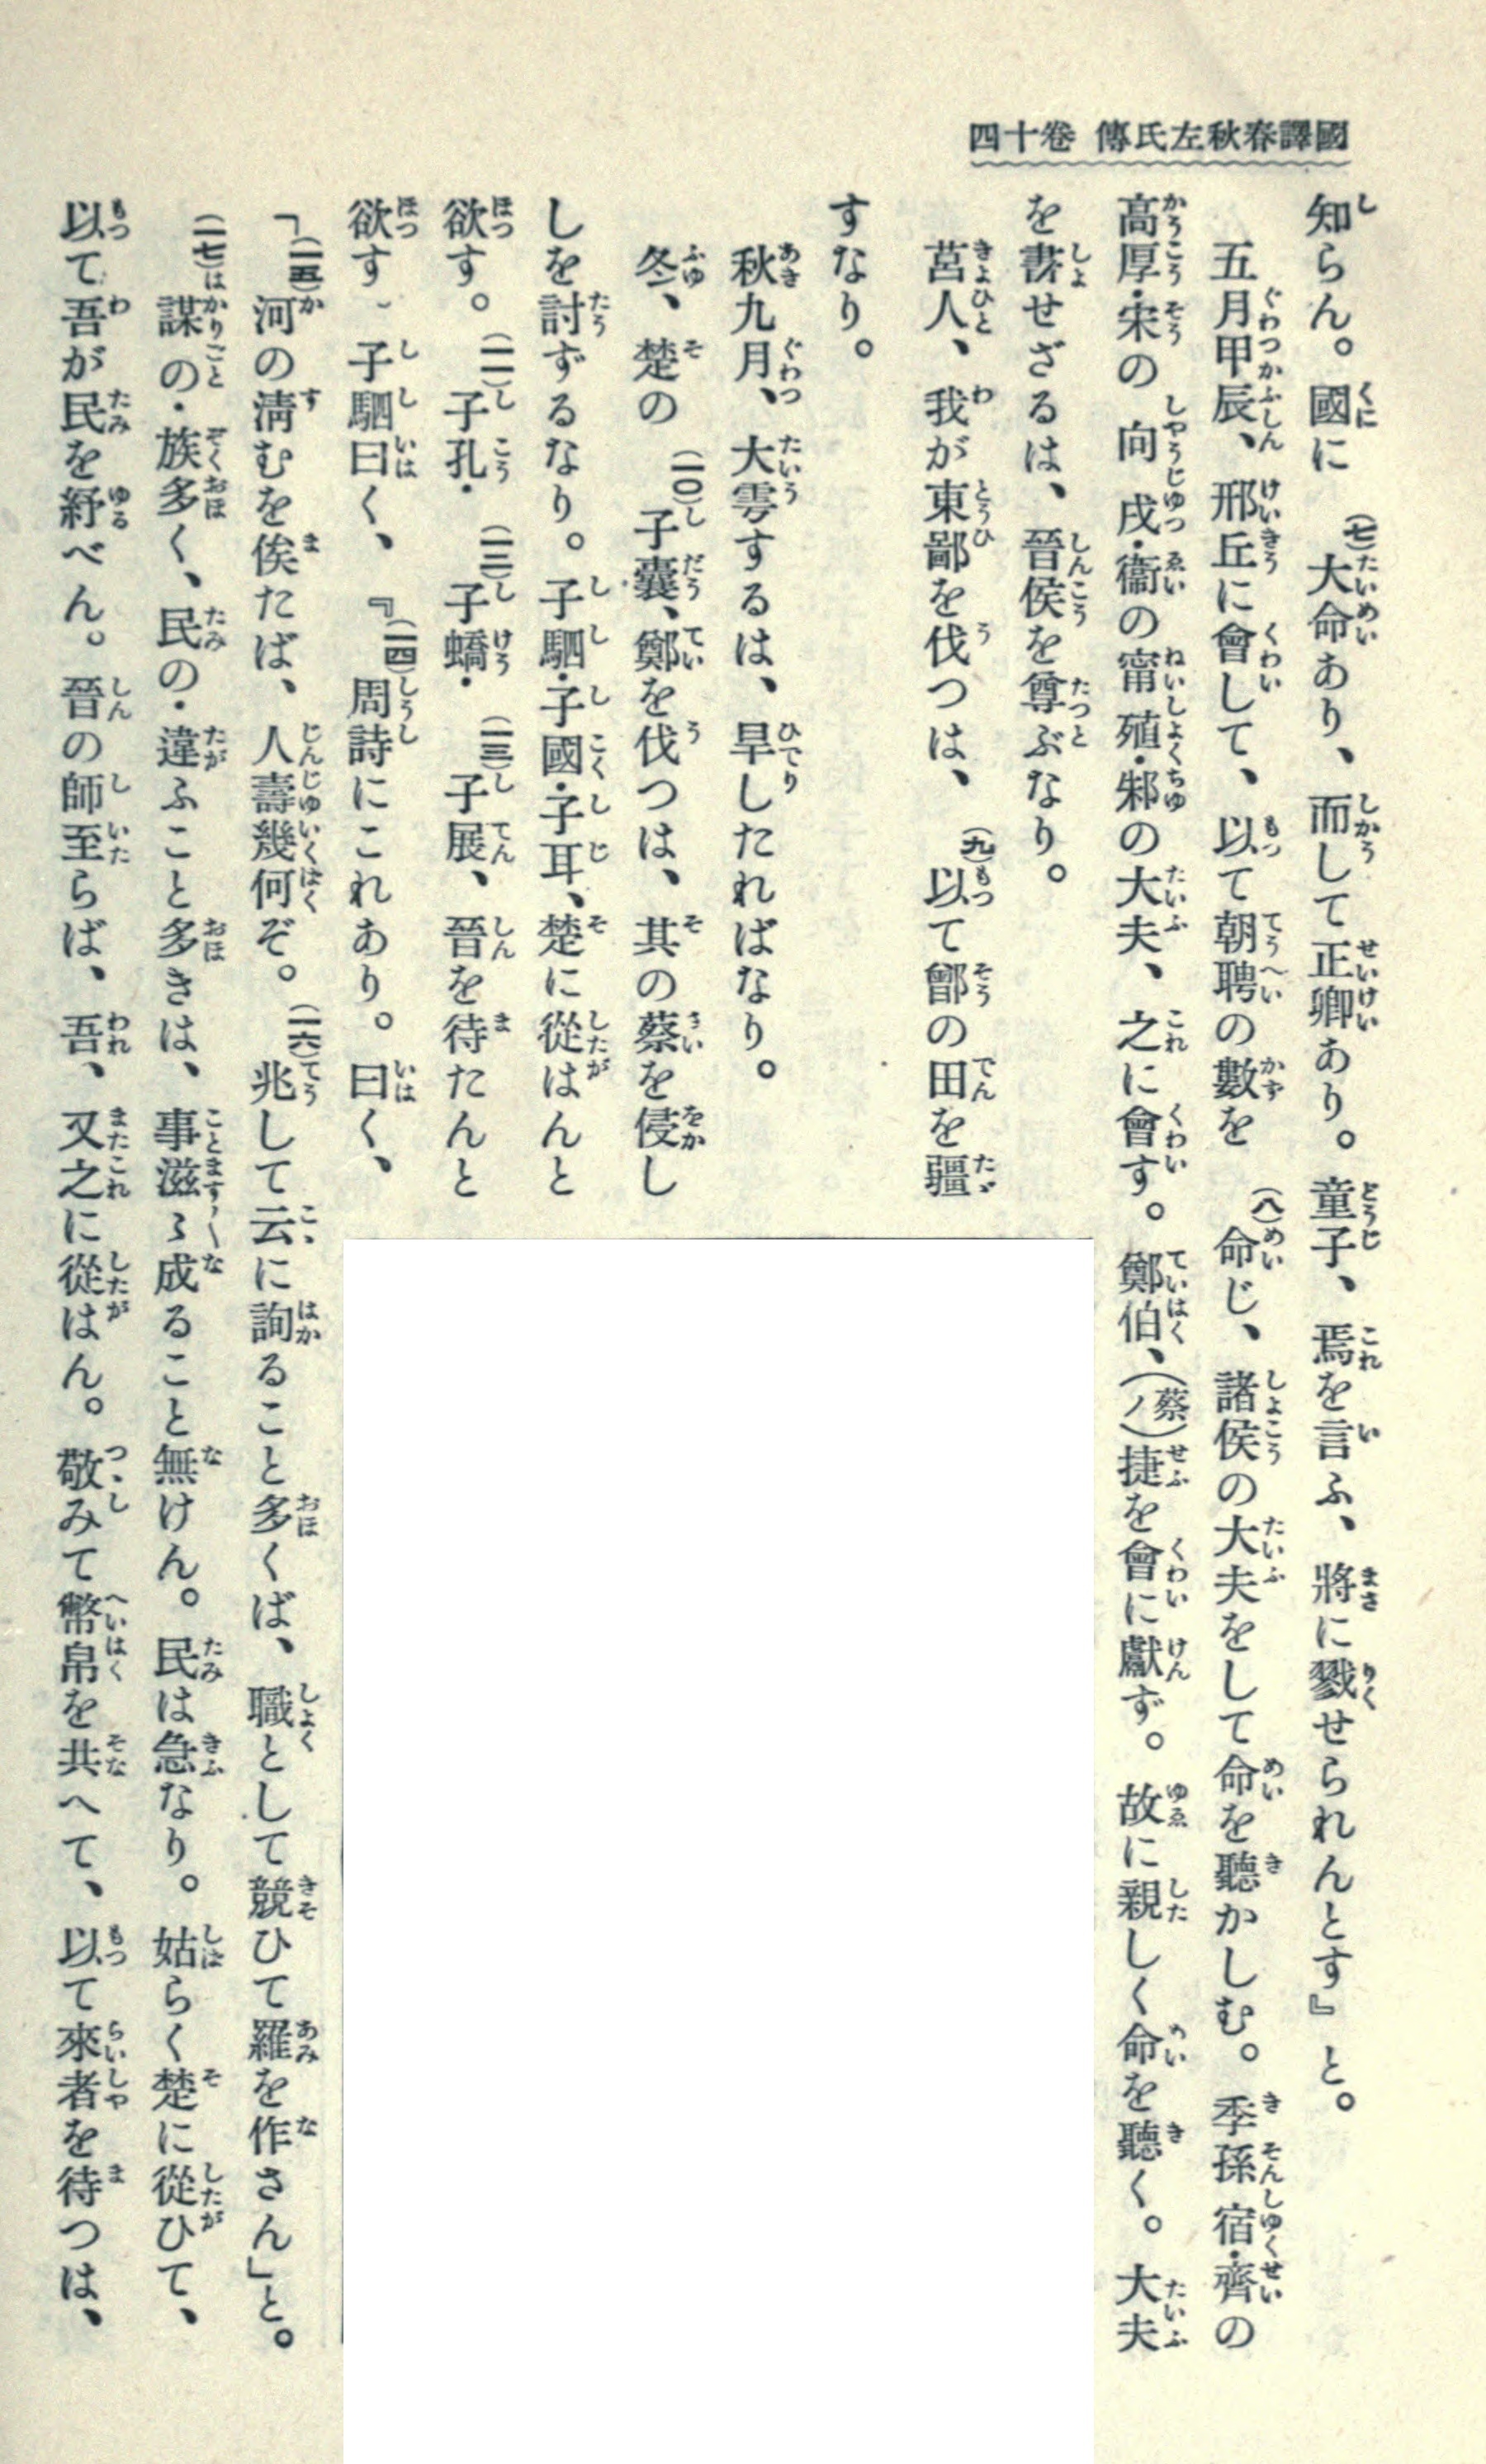 國譯春秋左氏傳 卷十四
知らん。國に(七)大命あり、而して正卿あり。童子、焉を言ふ、將に戮せられんとす』と。
五月甲辰、邢丘に會して、以て朝聘の數を(八)命じ、諸侯の大夫をして命を聽かしむ。季孫宿・齊の
高厚・宋の向戌・衞の甯殖・邾の大夫、之に會す。鄭伯、(蔡ノ)捷を會に獻ず。故に親しく命を聽く。大夫
を書せざるは、晉侯を尊ぶなり。
莒人、我が東鄙を伐つは、(九)以て鄫の田を疆
すなり。
秋九月、大雩するは、旱したればなり。
冬、楚の(一〇)子囊、鄭を伐つは、其の蔡を侵し
しを討ずるなり。子駟・子國・子耳、楚に從はんと
欲す。(一一)子孔・(一二)子蟜・(一三)子展、晉を待たんと
欲す、子駟曰く、『(一四)周詩にこれあり。曰く、
「(一五)河の淸むを俟たば、人壽幾何ぞ。(一六)兆して云に詢ること多くば、職として競ひて羅を作さん」と。
(一七)謀の・族多く、民の・違ふこと多きは、事滋〻成ること無けん。民は急なり。姑らく楚に從ひて、
以て吾が民を紓べん。晉の師至らば、吾、又之に從はん。敬みて幣帛を共へて、以て來者を待つは、